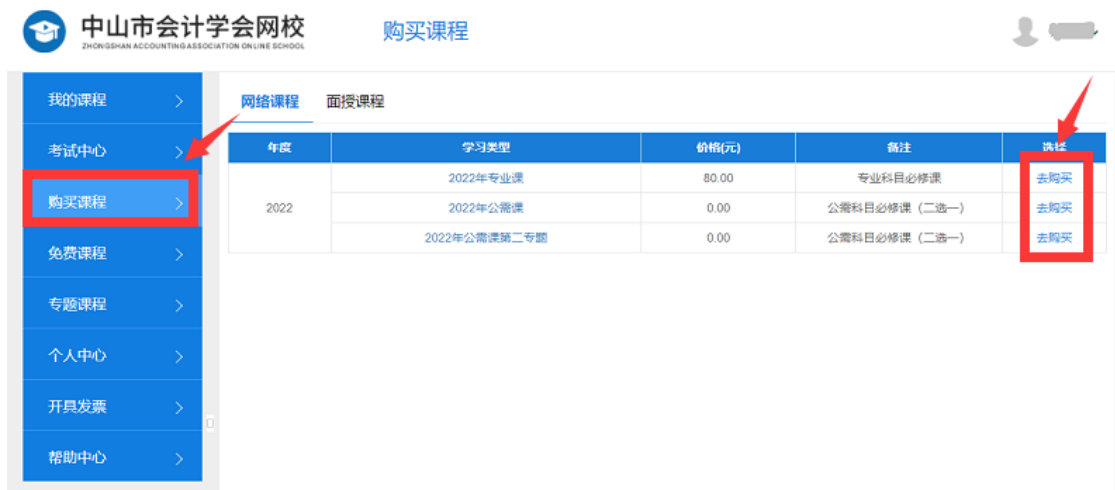 中山市会计学会网校
ZHONGSHAN ACCOUNTING ASSOCIATION ONLINE SCHOOL
购买课程
我的课程
考试中心
购买课程
免费课程
专题课程
个人中心
开具发票
帮助中心
网络课程 面授课程
年度 学习类型 价格(元) 备注 选择
2022年专业课 80.00 专业科目必修课 去购买
2022 2022年公需课 0.00 公需科目必修课（二选一） 去购买
2022年公需课第二专题 0.00 公需科目必修课（二选一） 去购买